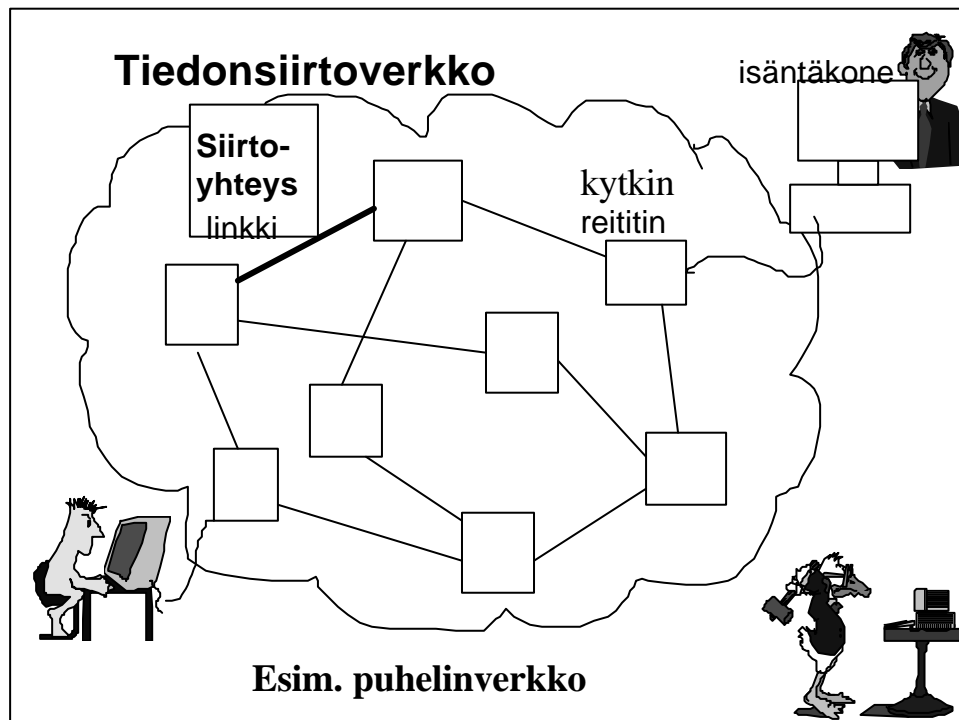 Tiedonsiirtoverkko
isäntäkone
Siirto-
yhteys
linkki
kytkin
reititin
Esim. puhelinverkko